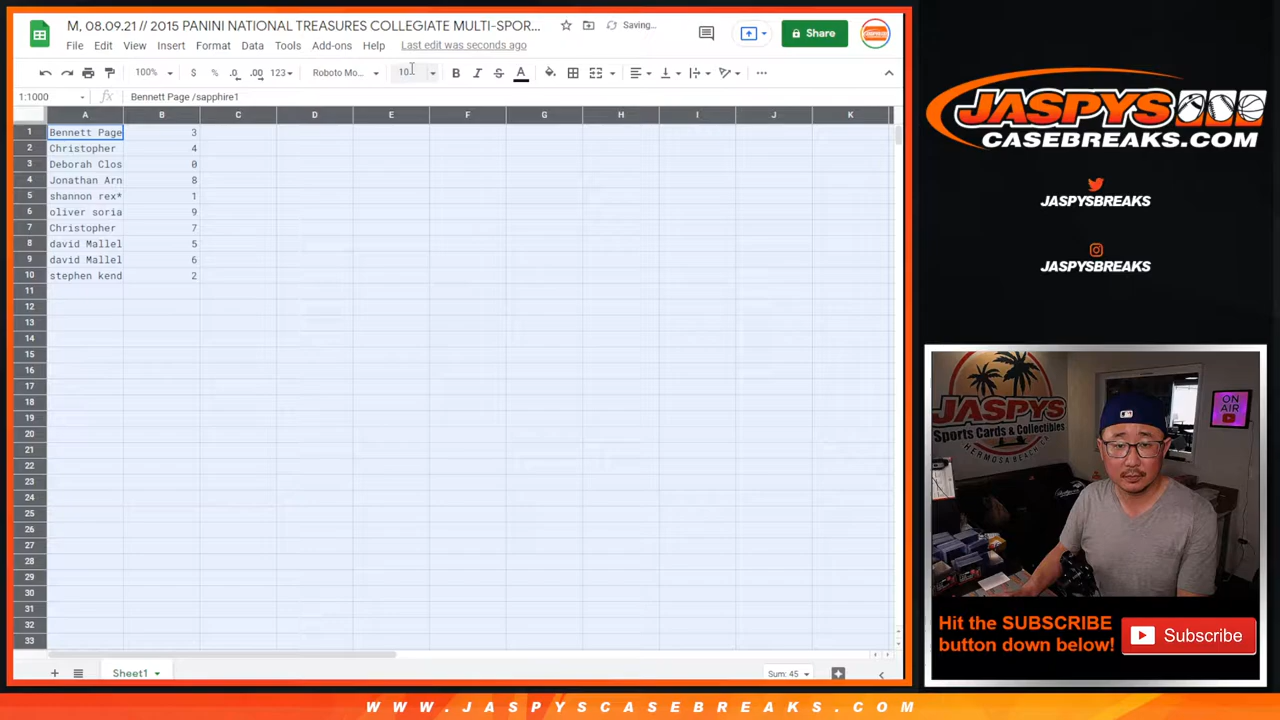 M, 08.09.21 // 2015 PANINI NATIONAL TREASURES COLLEGIATE MULTI-SPOR...
Saving...
File Edit View Insert Format Data Tools Add-ons Help Last edit was seconds ago
Share
100% $ % .0 .00 123 Roboto Mo... 10 B I S A
1:1000 fx Bennett Page /sapphire1
A B C D E F G H I J K
1 Bennett Page 3
2 Christopher 4
3 Deborah Clos 0
4 Jonathan Arn 8
5 shannon rex* 1
6 oliver soria 9
7 Christopher 7
8 david Mallel 5
9 david Mallel 6
10 stephen kend 2
11
12
13
14
15
16
17
18
19
20
21
22
23
24
25
26
27
28
29
30
31
32
33
Sheet1
Sum: 45
JASPYS
CASEBREAKS.COM
JASPYSBREAKS
JASPYSBREAKS
JASPYS
Sports Cards & Collectibles
HERMOSA BEACH, CA
ON
AIR
Hit the SUBSCRIBE
button down below!
Subscribe
WWW.JASPYSCASEBREAKS.COM